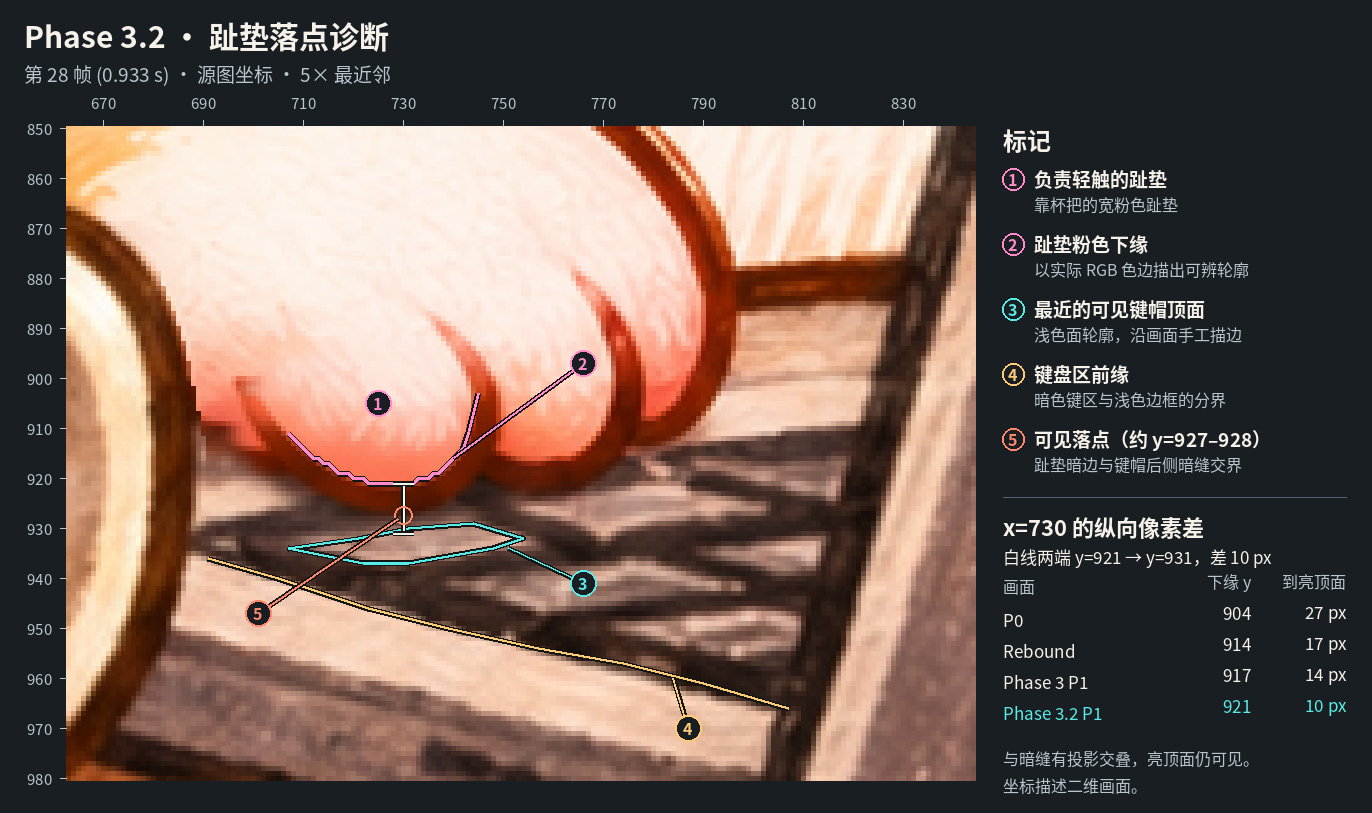 Phase 3.2 · 趾垫落点诊断
第 28 帧 (0.933 s) · 源图坐标 · 5× 最近邻
670 690 710 730 750 770 790 810 830
850
860
870
880
890
900
910
920
930
940
950
960
970
980
1
2
3
4
5
标记
1 负责轻触的趾垫
靠杯把的宽粉色趾垫
2 趾垫粉色下缘
以实际 RGB 色边描出可辨轮廓
3 最近的可见键帽顶面
浅色面轮廓，沿画面手工描边
4 键盘区前缘
暗色键区与浅色边框的分界
5 可见落点（约 y=927–928）
趾垫暗边与键帽后侧暗缝交界
x=730 的纵向像素差
白线两端 y=921 → y=931，差 10 px
画面 下缘 y 到亮顶面
P0 904 27 px
Rebound 914 17 px
Phase 3 P1 917 14 px
Phase 3.2 P1 921 10 px
与暗缝有投影交叠，亮顶面仍可见。
坐标描述二维画面。